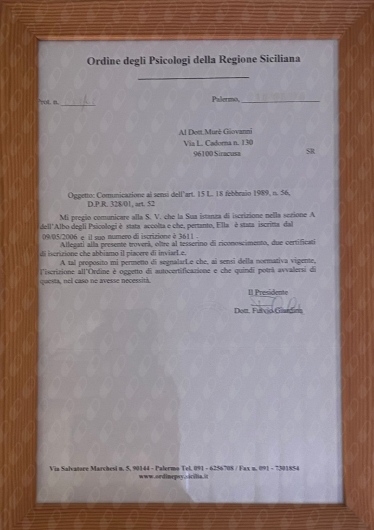 Ordine degli Psicologi della Regione Siciliana
Prot. n.
Palermo,
Al Dott. Murè Giovanni
Via L. Cadorna n. 130
96100 Siracusa
SR
Oggetto: Comunicazione ai sensi dell'art. 15 L. 18 febbraio 1989, n. 56,
D.P.R. 328/01, art. 52
Mi pregio comunicare alla S. V. che la Sua istanza di iscrizione nella sezione A
dell'Albo degli Psicologi è stata accolta e che, pertanto, Ella è stata iscritta dal
09/05/2006 e il suo numero di iscrizione è 3611 .
Allegati alla presente troverà, oltre al tesserino di riconoscimento, due certificati
di iscrizione che abbiamo il piacere di inviarLe.
A tal proposito mi permetto di segnalarLe che, ai sensi della normativa vigente,
l'iscrizione all'Ordine è oggetto di autocertificazione e che quindi potrà avvalersi di
questa, nel caso ne avesse necessità.
Il Presidente
Dott. Fulvio Giardina
Via Salvatore Marchesi n. 5, 90144 - Palermo Tel. 091 - 6256708 / Fax n. 091 - 7301854
www.ordinepsy.sicilia.it